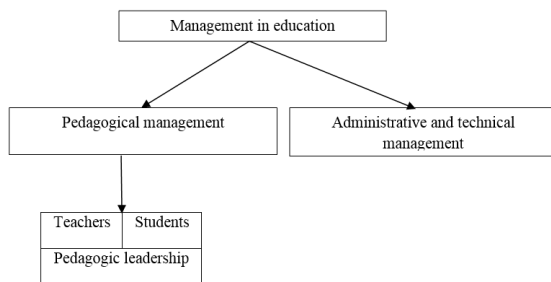 Management in education
Pedagogical management
Administrative and technical
management
Teachers
Students
Pedagogic leadership